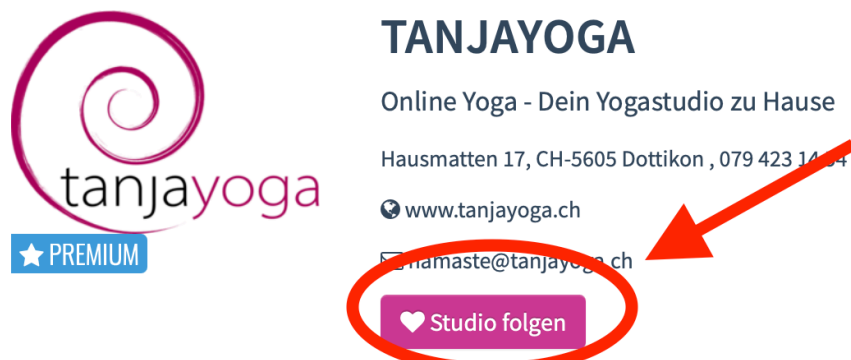 TANJAYOGA
Online Yoga - Dein Yogastudio zu Hause
Hausmatten 17, CH-5605 Dottikon , 079 423 14
tanjayoga
www.tanjayoga.ch
PREMIUM
namaste@tanjayoga.ch
Studio folgen